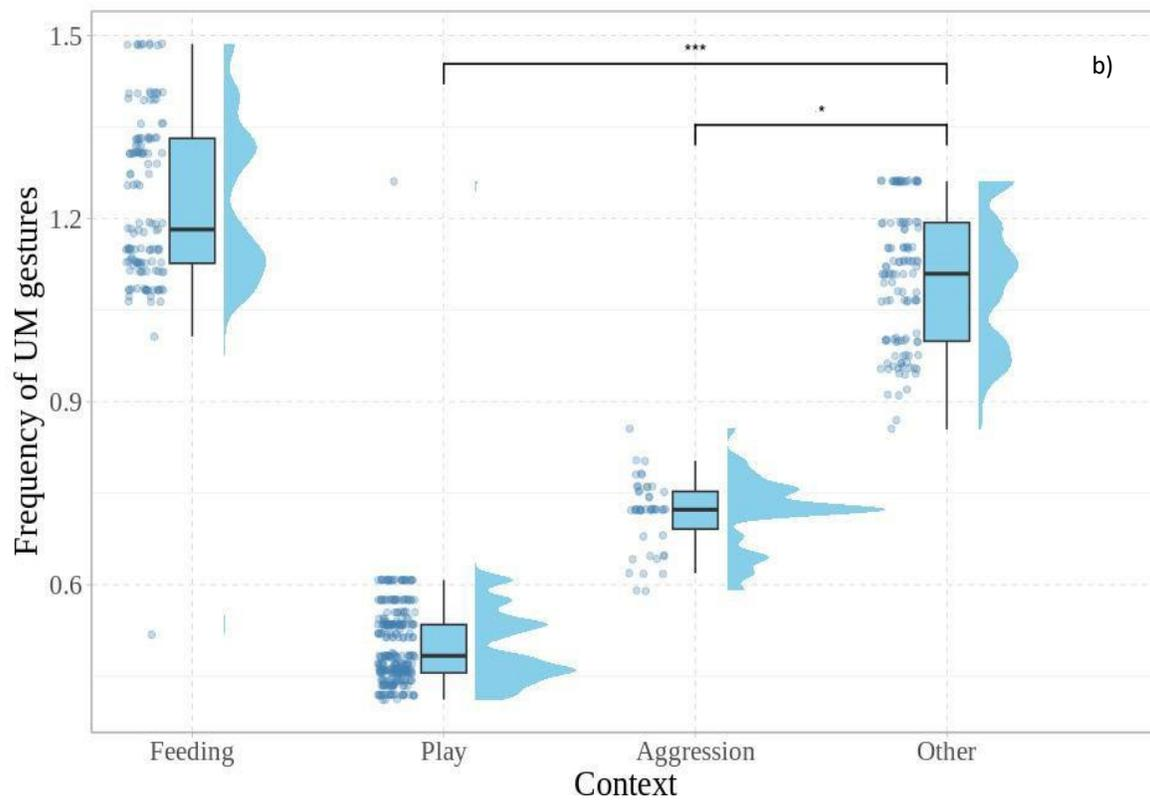 1.5
1.2
0.9
0.6
Frequency of UM gestures
***
*
b)
Feeding Play Aggression Other
Context